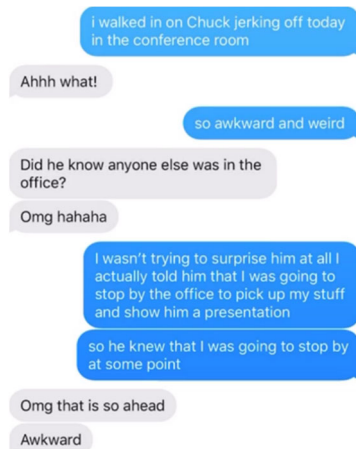 i walked in on Chuck jerking off today
in the conference room
Ahhh what!
so awkward and weird
Did he know anyone else was in the
office?
Omg hahaha
I wasn't trying to surprise him at all I
actually told him that I was going to
stop by the office to pick up my stuff
and show him a presentation
so he knew that I was going to stop by
at some point
Omg that is so ahead
Awkward